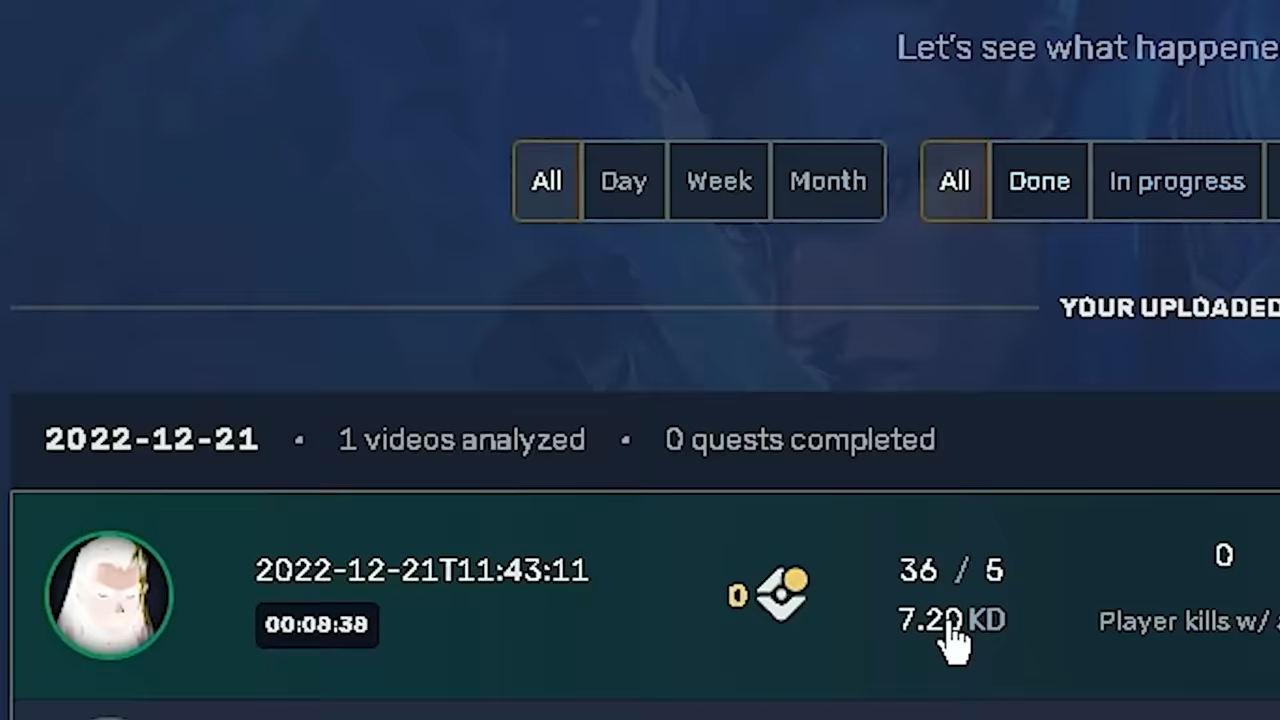 Let's see what happene
All Day Week Month All Done In progress
YOUR UPLOADED
2022-12-21 • 1 videos analyzed • 0 quests completed
2022-12-21T11:43:11
00:08:38
0
36 / 5
7.20 KD
0
Player kills w/